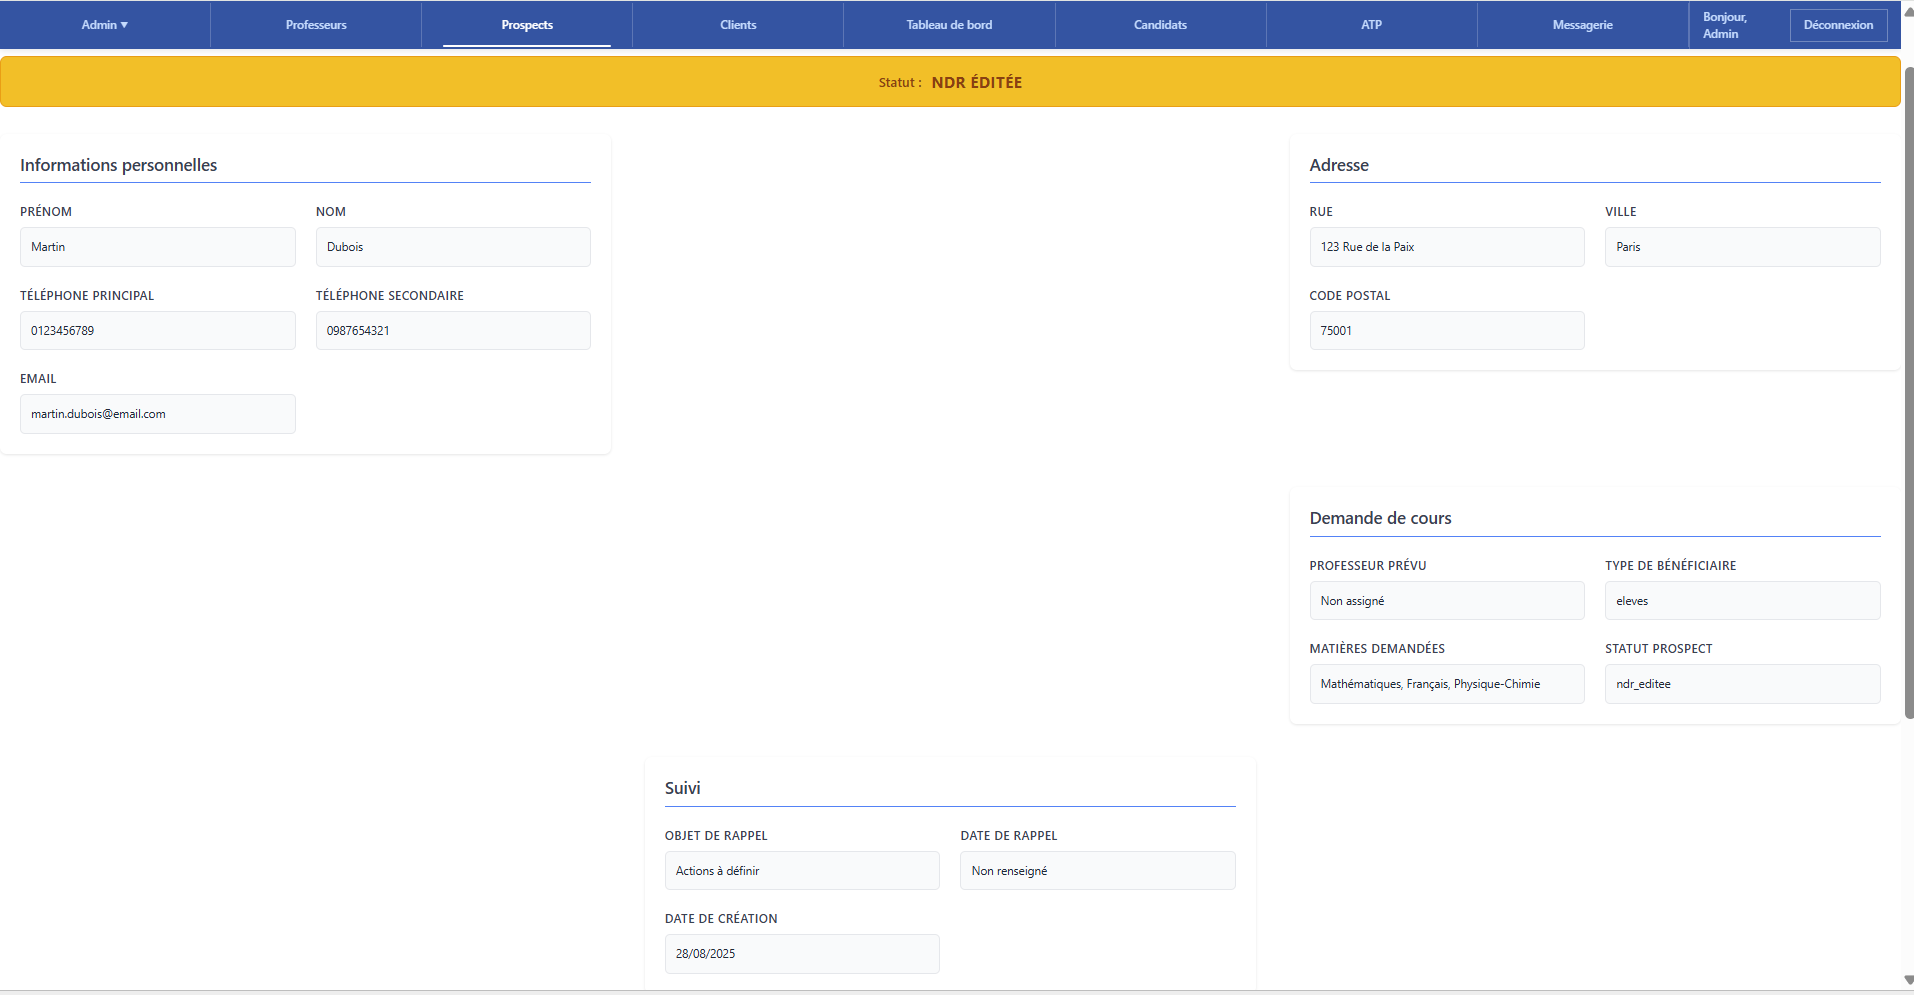 Admin ▼ Professeurs Prospects Clients Tableau de bord Candidats ATP Messagerie Bonjour, Admin Déconnexion
Statut : NDR ÉDITÉE
Informations personnelles
PRÉNOM NOM
Martin Dubois
TÉLÉPHONE PRINCIPAL TÉLÉPHONE SECONDAIRE
0123456789 0987654321
EMAIL
martin.dubois@email.com
Adresse
RUE VILLE
123 Rue de la Paix Paris
CODE POSTAL
75001
Demande de cours
PROFESSEUR PRÉVU TYPE DE BÉNÉFICIAIRE
Non assigné eleves
MATIÈRES DEMANDÉES STATUT PROSPECT
Mathématiques, Français, Physique-Chimie ndr_editee
Suivi
OBJET DE RAPPEL DATE DE RAPPEL
Actions à définir Non renseigné
DATE DE CRÉATION
28/08/2025